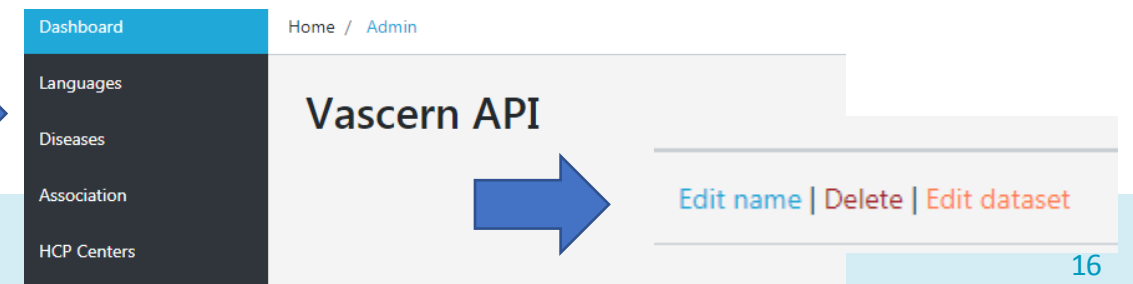 Dashboard
Languages
Diseases
Association
HCP Centers
Home / Admin
Vascern API
Edit name | Delete | Edit dataset
16